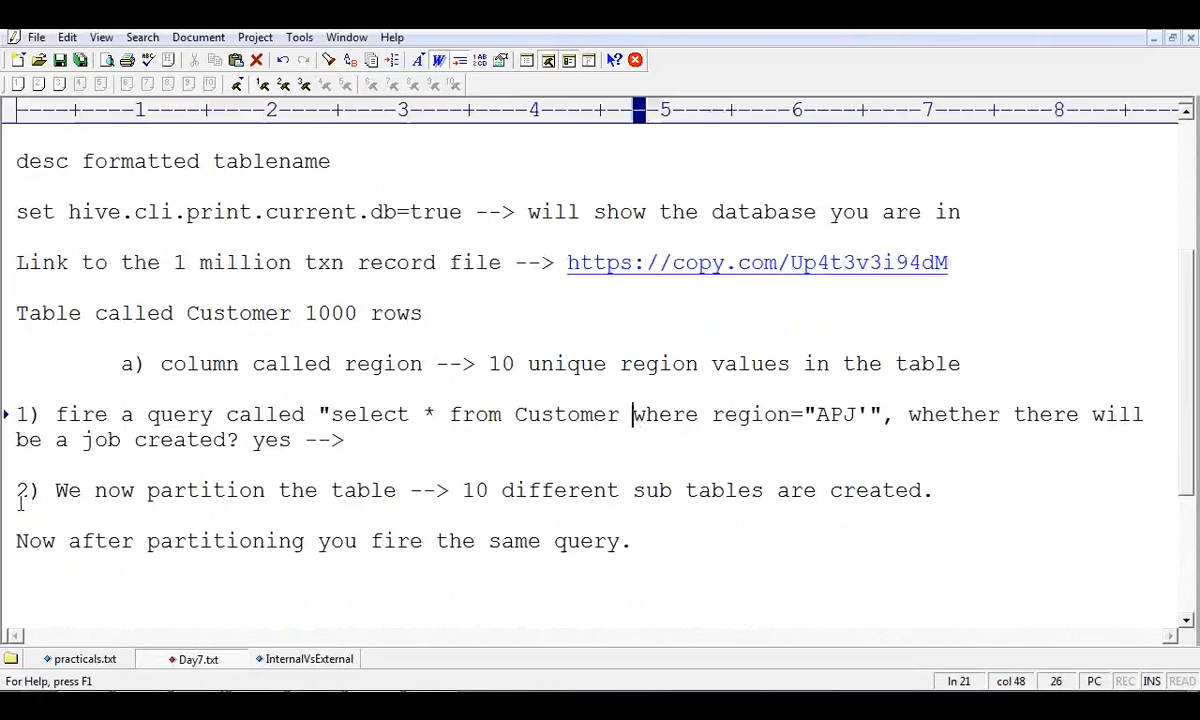 File Edit View Search Document Project Tools Window Help
----+----1----+----2----+----3----+----4----+----5----+----6----+----7----+----8----+---
desc formatted tablename
set hive.cli.print.current.db=true --> will show the database you are in
Link to the 1 million txn record file --> https://copy.com/Up4t3v3i94dM
Table called Customer 1000 rows
a) column called region --> 10 unique region values in the table
1) fire a query called "select * from Customer where region="APJ'", whether there will
be a job created? yes -->
2) We now partition the table --> 10 different sub tables are created.
Now after partitioning you fire the same query.
practicals.txt Day7.txt InternalVsExternal
For Help, press F1 ln 21 col 48 26 PC REC INS READ